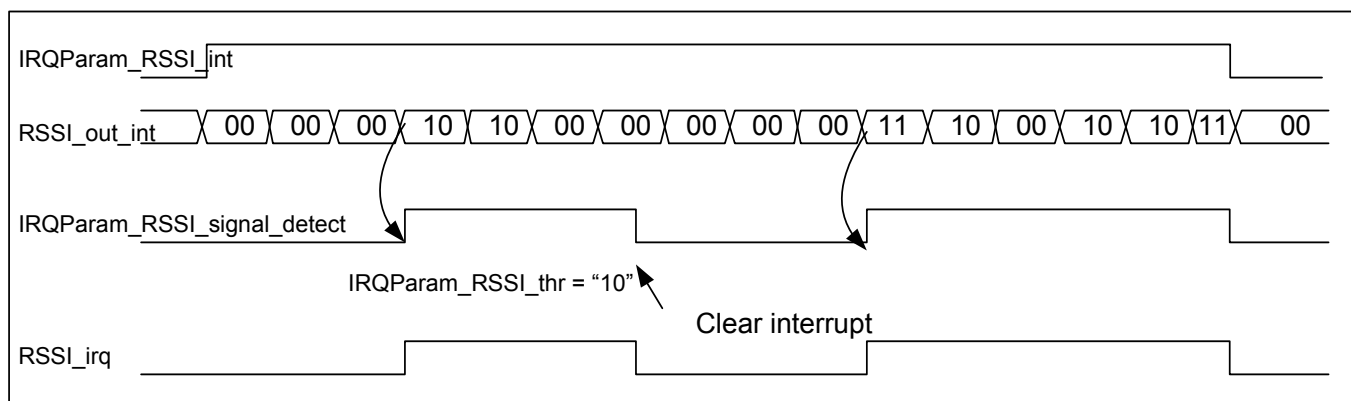 IRQParam_RSSI_int
RSSI_out_int 00 00 00 10 10 00 00 00 00 00 11 10 00 10 10 11 00
IRQParam_RSSI_signal_detect
IRQParam_RSSI_thr = “10”
Clear interrupt
RSSI_irq